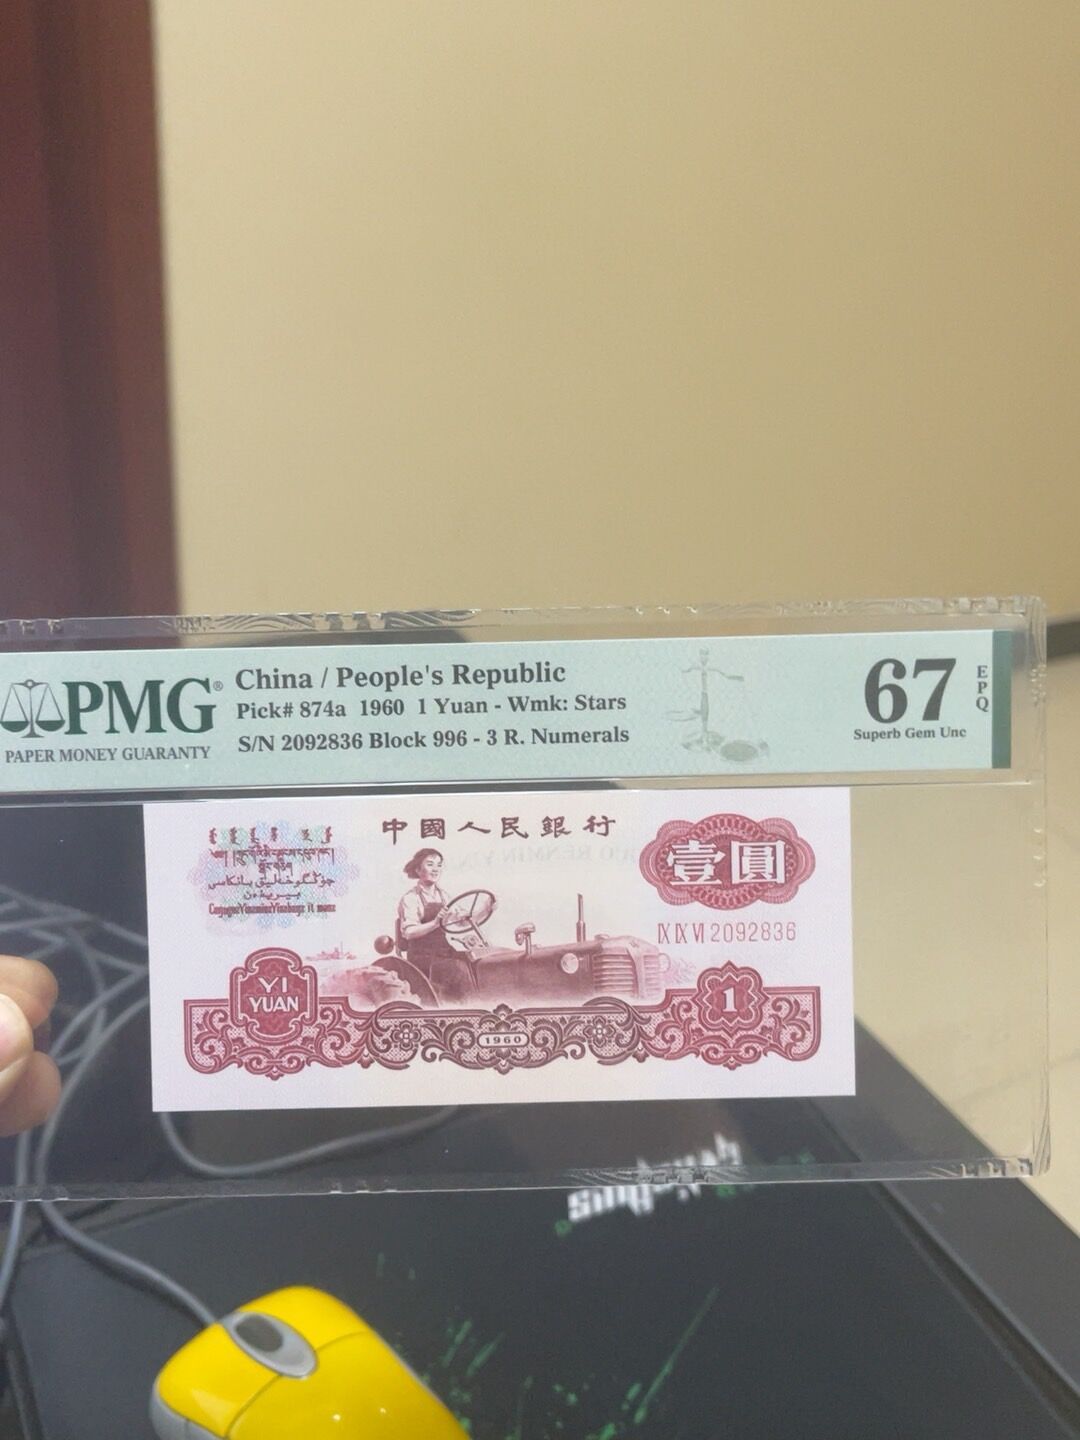 PMG®
PAPER MONEY GUARANTY
China / People's Republic
Pick# 874a 1960 1 Yuan - Wmk: Stars
S/N 2092836 Block 996 - 3 R. Numerals
67
EPQ
Superb Gem Unc
中國人民銀行
壹圓
IX IX VI 2092836
YI
YUAN
1
1960